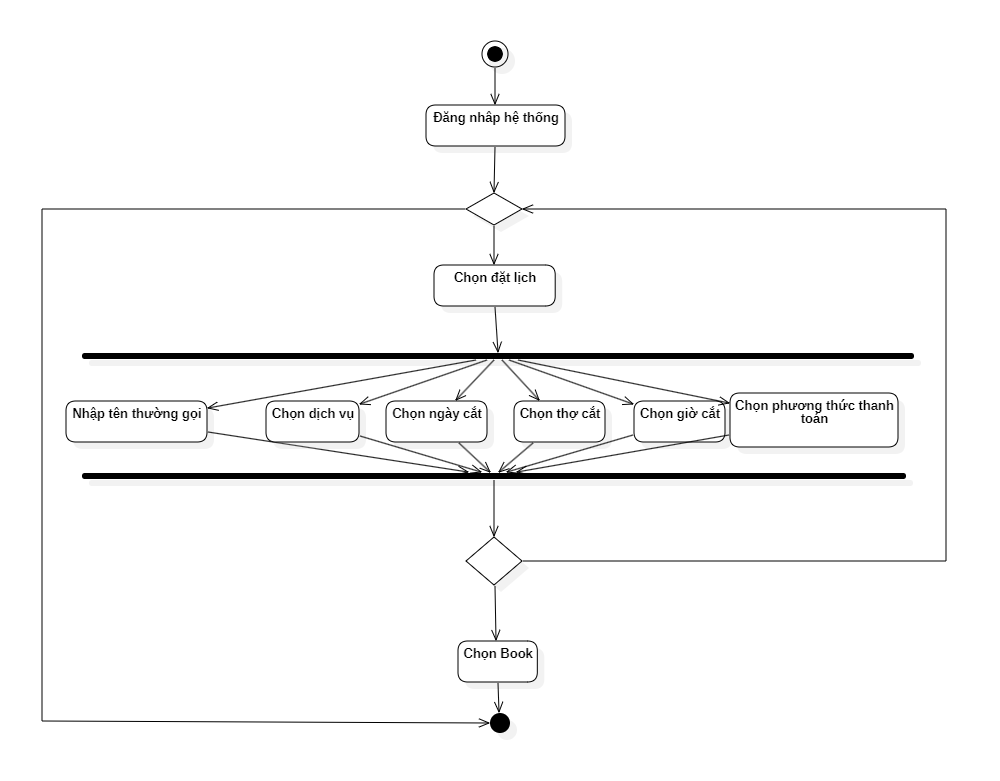 Đăng nhâp hệ thống
Chọn đặt lịch
Nhập tên thường gọi
Chọn dịch vụ
Chọn ngày cắt
Chọn thợ cắt
Chọn giờ cắt
Chọn phương thức thanh
toán
Chọn Book